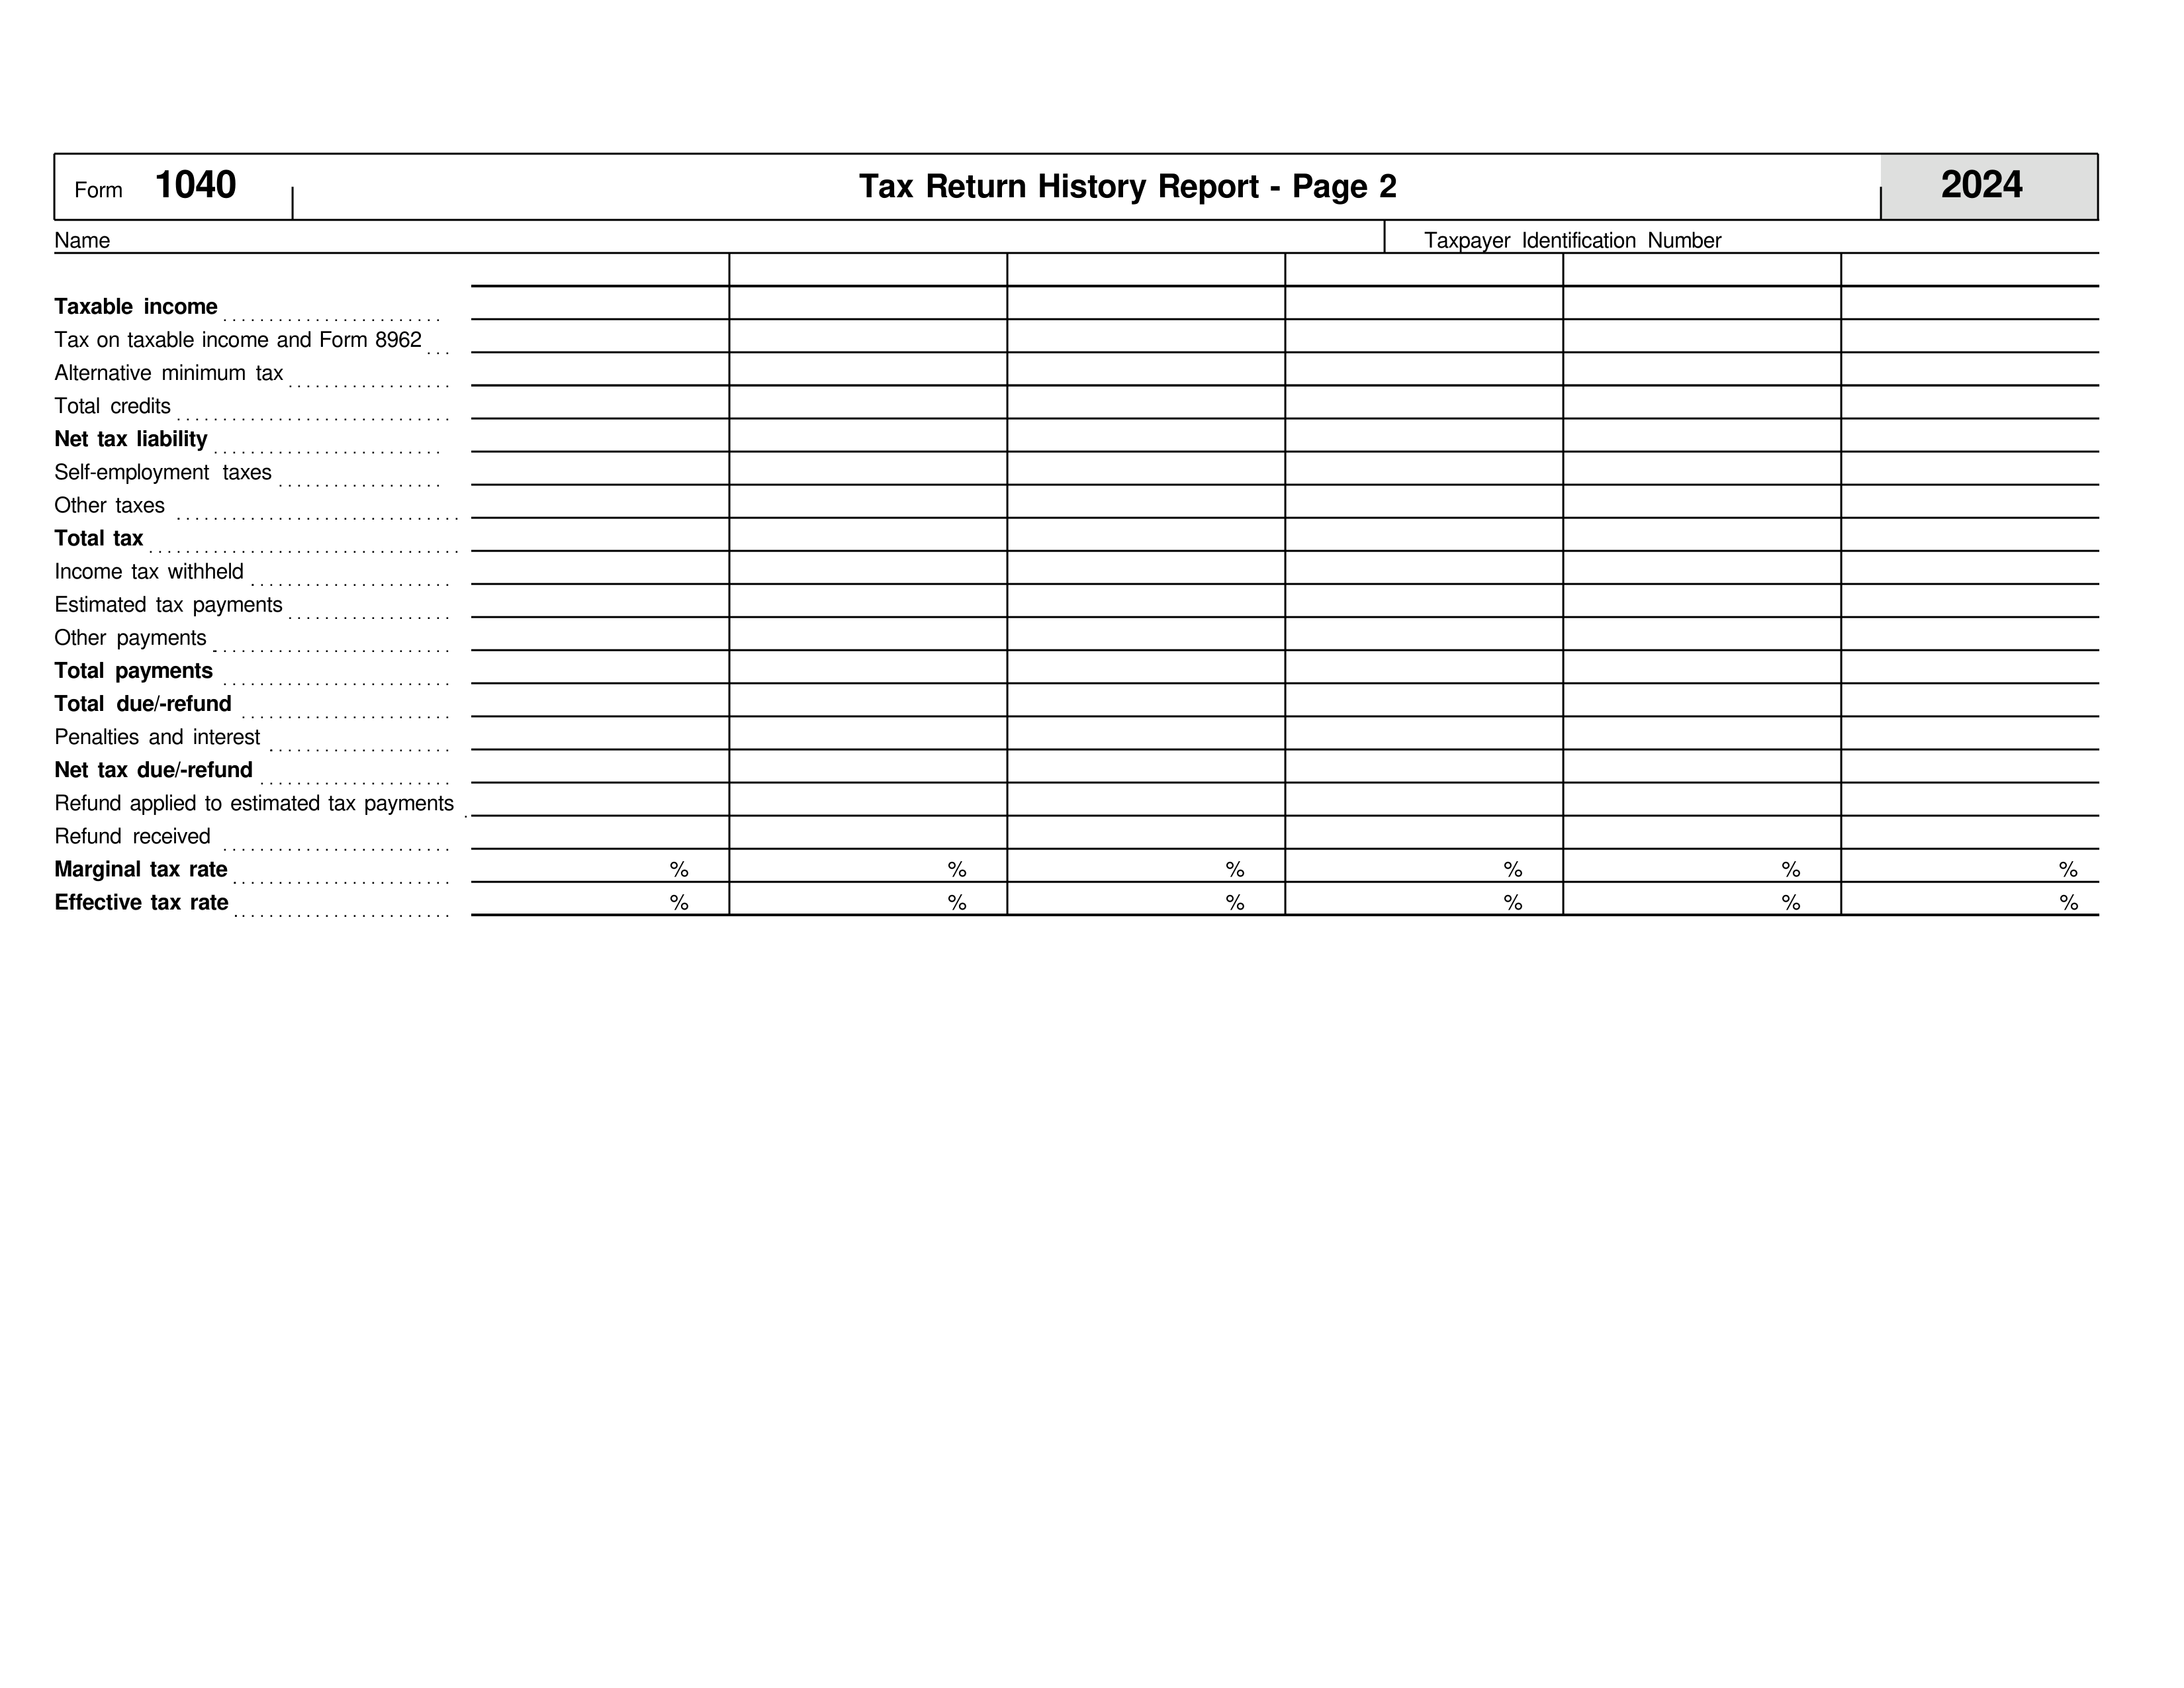 Form 1040 Tax Return History Report - Page 2 2024
Name Taxpayer Identification Number
Taxable income
Tax on taxable income and Form 8962
Alternative minimum tax
Total credits
Net tax liability
Self-employment taxes
Other taxes
Total tax
Income tax withheld
Estimated tax payments
Other payments
Total payments
Total due/-refund
Penalties and interest
Net tax due/-refund
Refund applied to estimated tax payments
Refund received
Marginal tax rate % % % % % %
Effective tax rate % % % % % %